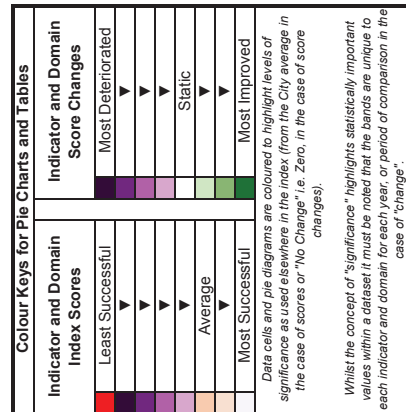 Colour Keys for Pie Charts and Tables
Indicator and Domain
Index Scores
Least Successful
▼
▼
▼
▼
Average
▼
Most Successful
Indicator and Domain
Score Changes
Most Deteriorated
▼
▼
▼
Static
▼
▼
Most Improved
Data cells and pie diagrams are coloured to highlight levels of
significance as used elsewhere in the index (from the City average in
the case of scores or "No Change" i.e. Zero, in the case of score
changes).
Whilst the concept of "significance" highlights statistically important
values within a dataset it must be noted that the bands are unique to
each indicator and domain for each year, or period of comparison in the
case of "change".